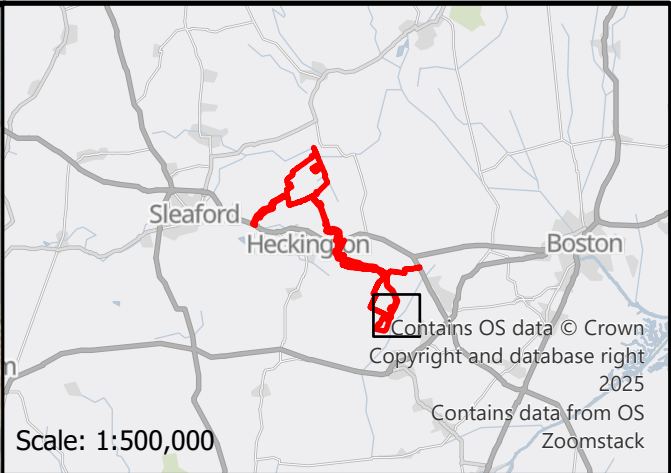 Sleaford
Heckington
Boston
n
Contains OS data © Crown
Copyright and database right
2025
Contains data from OS
Zoomstack
Scale: 1:500,000